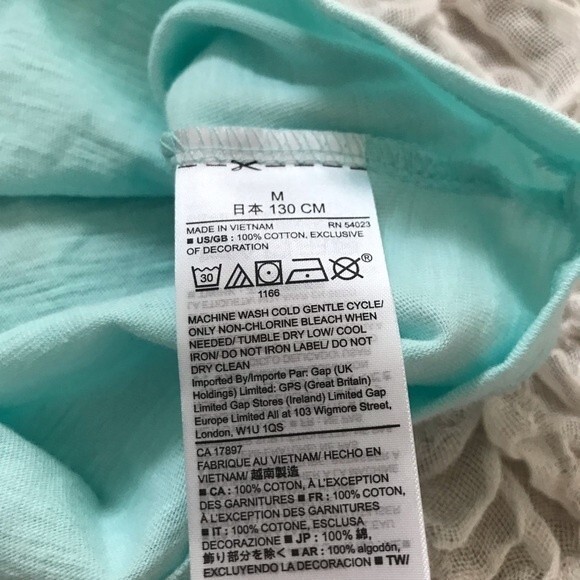 M
日本 130 CM
MADE IN VIETNAM RN 54023
■ US/GB : 100% COTTON, EXCLUSIVE
OF DECORATION
30
®
1166
MACHINE WASH COLD GENTLE CYCLE/
ONLY NON-CHLORINE BLEACH WHEN
NEEDED/ TUMBLE DRY LOW/ COOL
IRON/ DO NOT IRON LABEL/ DO NOT
DRY CLEAN
Imported By/Importe Par: Gap (UK
Holdings) Limited: GPS (Great Britain)
Limited Gap Stores (Ireland) Limited Gap
Europe Limited All at 103 Wigmore Street,
London, W1U 1QS
CA 17897
FABRIQUE AU VIETNAM/ HECHO EN
VIETNAM/ 越南製造
■ CA : 100% COTON, À L'EXCEPTION
DES GARNITURES ■ FR : 100% COTON,
À L'EXCEPTION DES GARNITURES
■ IT : 100% COTONE, ESCLUSA
DECORAZIONE ■ JP : 100% 綿,
飾り部分を除く ■ AR : 100% algodón,
■ TW/